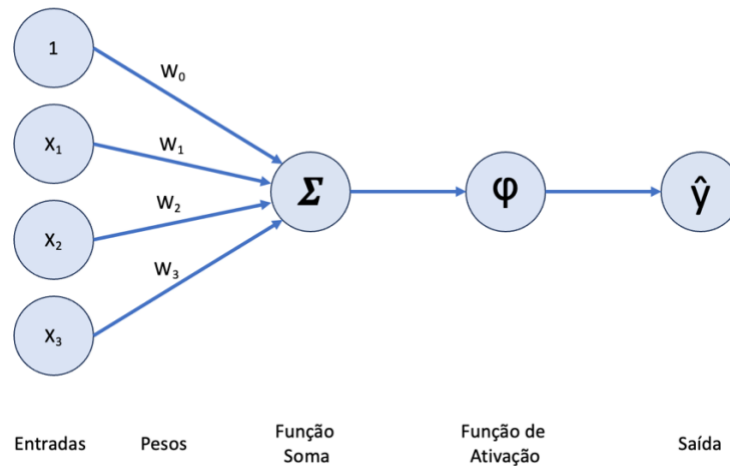 1
W₀
X₁
W₁
X₂
W₂
X₃
W₃
Σ
φ
ŷ
Entradas
Pesos
Função
Soma
Função de
Ativação
Saída